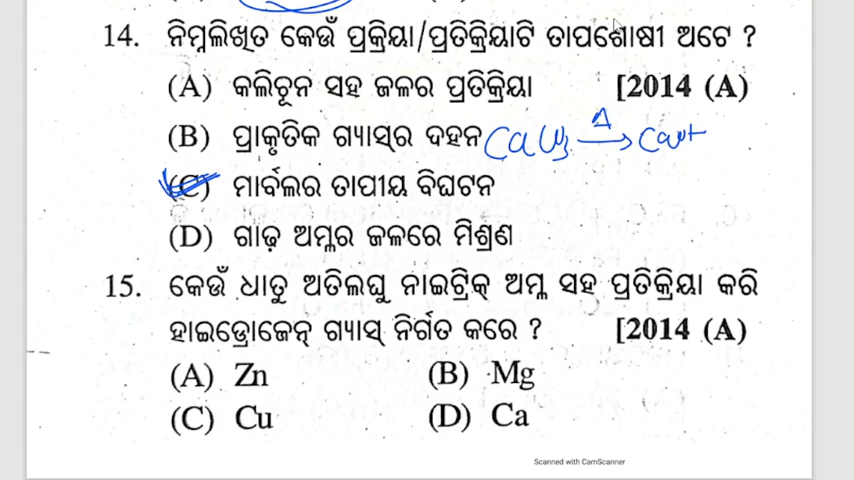 14. ନିମ୍ନଲିଖିତ କେଉଁ ପ୍ରକ୍ରିୟା/ପ୍ରତିକ୍ରିୟାଟି ତାପଶୋଷୀ ଅଟେ ?
(A) କଲିଚୂନ ସହ ଜଳର ପ୍ରତିକ୍ରିୟା [2014 (A)
(B) ପ୍ରାକୃତିକ ଗ୍ୟାସ୍‌ର ଦହନ
(C) ମାର୍ବଲର ତାପୀୟ ବିଘଟନ
(D) ଗାଢ଼ ଅମ୍ଳର ଜଳରେ ମିଶ୍ରଣ
15. କେଉଁ ଧାତୁ ଅତିଲଘୁ ନାଇଟ୍ରିକ୍ ଅମ୍ଳ ସହ ପ୍ରତିକ୍ରିୟା କରି
ହାଇଡ୍ରୋଜେନ୍ ଗ୍ୟାସ୍ ନିର୍ଗତ କରେ ? [2014 (A)
(A) Zn (B) Mg
(C) Cu (D) Ca
Scanned with CamScanner